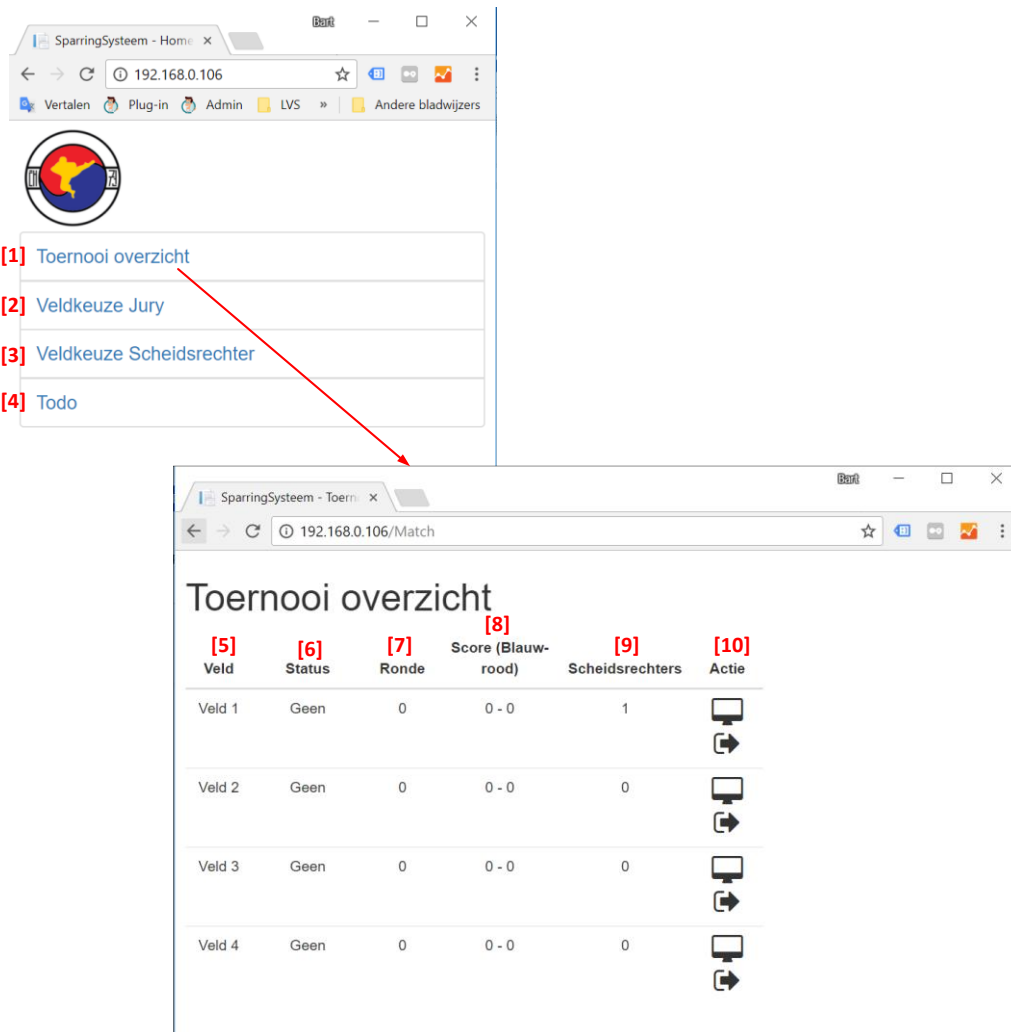 Bart
SparringSysteem - Home
192.168.0.106
Vertalen Plug-in Admin LVS » Andere bladwijzers
[1] Toernooi overzicht
[2] Veldkeuze Jury
[3] Veldkeuze Scheidsrechter
[4] Todo
Bart
SparringSysteem - Toern
192.168.0.106/Match
Toernooi overzicht
[5] [6] [7] [8] [9] [10]
Veld Status Ronde Score (Blauw-rood) Scheidsrechters Actie
Veld 1 Geen 0 0 - 0 1
Veld 2 Geen 0 0 - 0 0
Veld 3 Geen 0 0 - 0 0
Veld 4 Geen 0 0 - 0 0